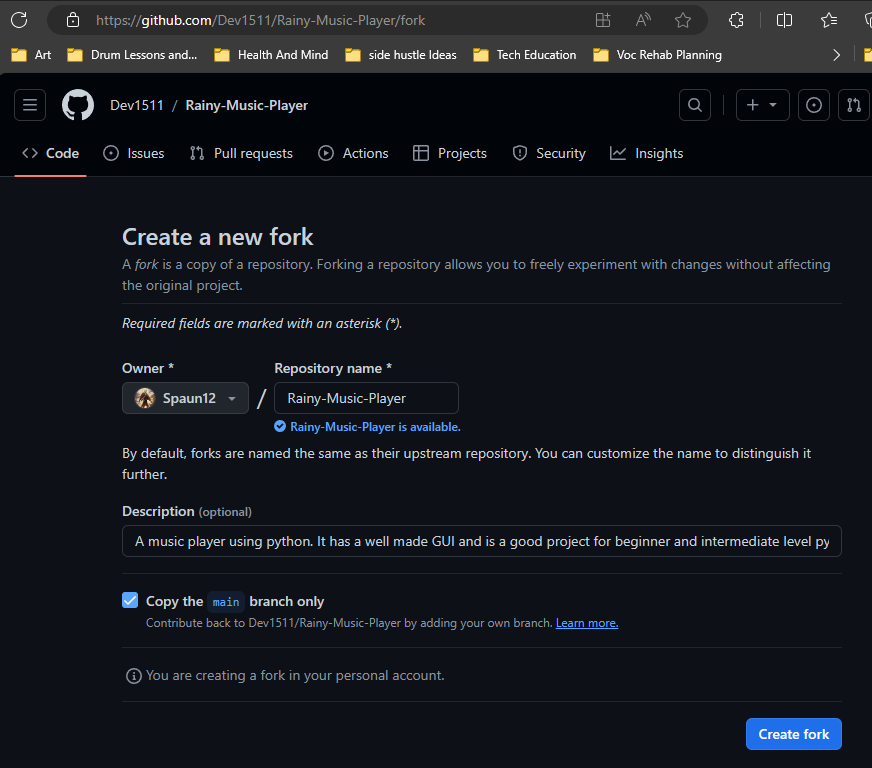 https://github.com/Dev1511/Rainy-Music-Player/fork
Art Drum Lessons and... Health And Mind side hustle Ideas Tech Education Voc Rehab Planning
Dev1511 / Rainy-Music-Player
Code Issues Pull requests Actions Projects Security Insights
Create a new fork
A fork is a copy of a repository. Forking a repository allows you to freely experiment with changes without affecting
the original project.
Required fields are marked with an asterisk (*).
Owner * Repository name *
Spaun12 / Rainy-Music-Player
Rainy-Music-Player is available.
By default, forks are named the same as their upstream repository. You can customize the name to distinguish it
further.
Description (optional)
A music player using python. It has a well made GUI and is a good project for beginner and intermediate level py
Copy the main branch only
Contribute back to Dev1511/Rainy-Music-Player by adding your own branch. Learn more.
You are creating a fork in your personal account.
Create fork